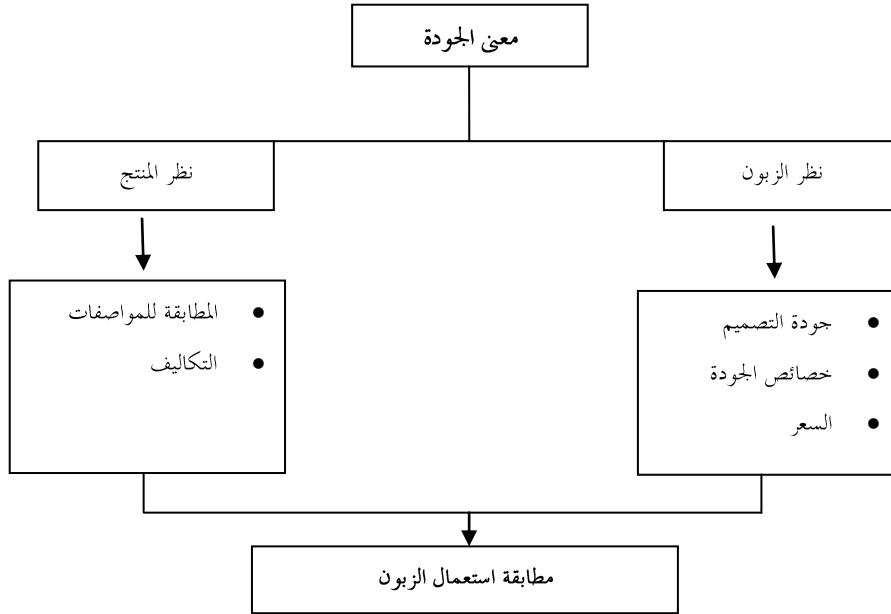 معنى الجودة
نظر الزبون
نظر المنتج
• جودة التصميم
• خصائص الجودة
• السعر
• المطابقة للمواصفات
• التكاليف
مطابقة استعمال الزبون